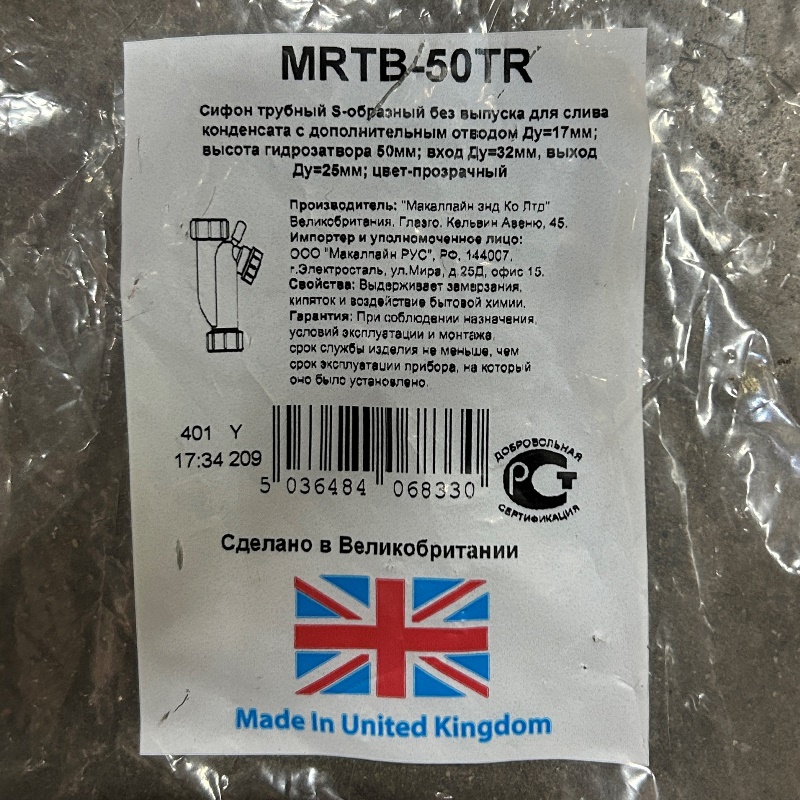 MRTB-50TR
Сифон трубный S-образный без выпуска для слива
конденсата с дополнительным отводом Ду=17мм;
высота гидрозатвора 50мм; вход Ду=32мм, выход
Ду=25мм; цвет-прозрачный
Производитель: "Макалпайн энд Ко Лтд"
Великобритания, Глазго, Кельвин Авеню, 45.
Импортер и уполномоченное лицо:
ООО "Макалпайн РУС", РФ, 144007,
г.Электросталь, ул.Мира, д.25Д, офис 15.
Свойства: Выдерживает замерзания,
кипяток и воздействие бытовой химии.
Гарантия: При соблюдении назначения,
условий эксплуатации и монтажа,
срок службы изделия не меньше, чем
срок эксплуатации прибора, на который
оно было установлено.
401 Y
17:34 209
5 036484 068330
ДОБРОВОЛЬНАЯ
РСТ
СЕРТИФИКАЦИЯ
Сделано в Великобритании
Made In United Kingdom